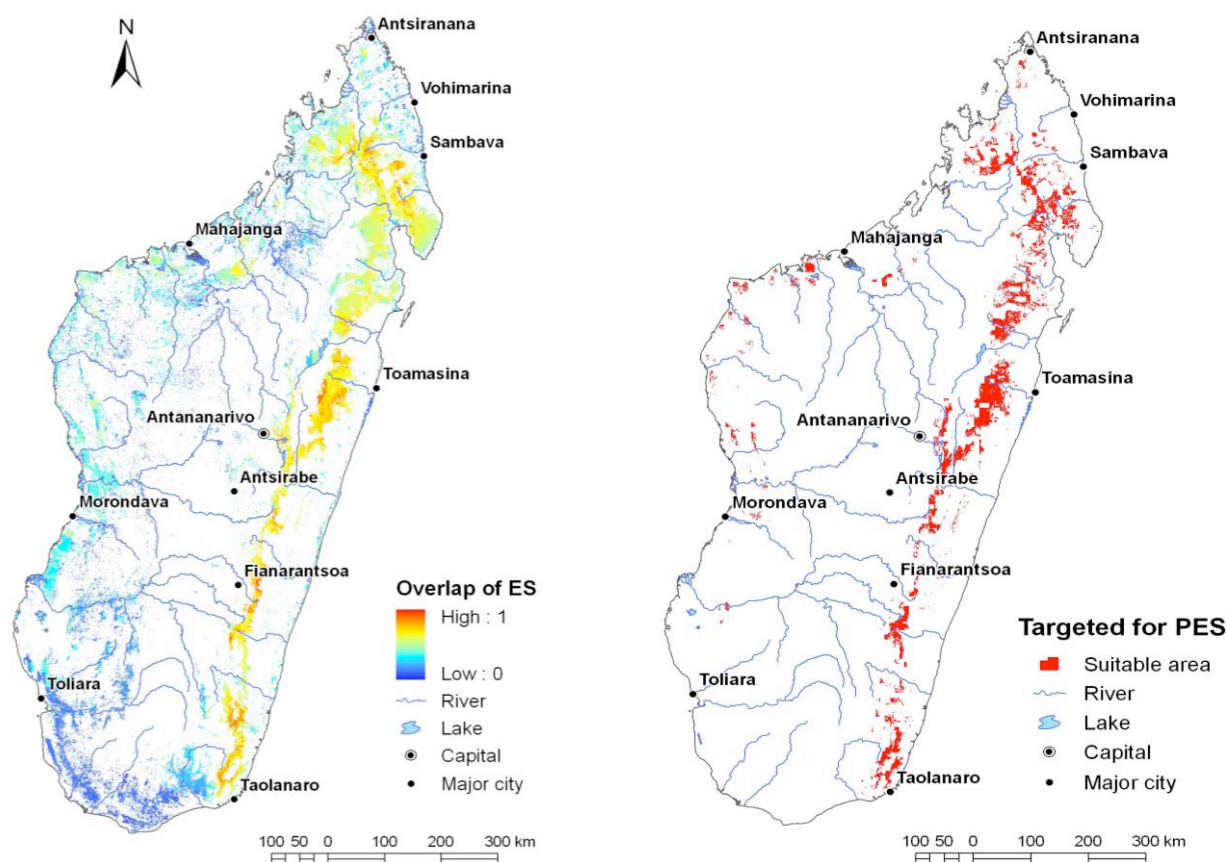 N
Antsiranana
Vohimarina
Sambava
Mahajanga
Toamasina
Antananarivo
Antsirabe
Morondava
Fianarantsoa
Toliara
Taolanaro
Overlap of ES
High : 1
Low : 0
River
Lake
Capital
Major city
100 50 0 100 200 300 km
Antsiranana
Vohimarina
Sambava
Mahajanga
Toamasina
Antananarivo
Antsirabe
Morondava
Fianarantsoa
Toliara
Taolanaro
Targeted for PES
Suitable area
River
Lake
Capital
Major city
100 50 0 100 200 300 km